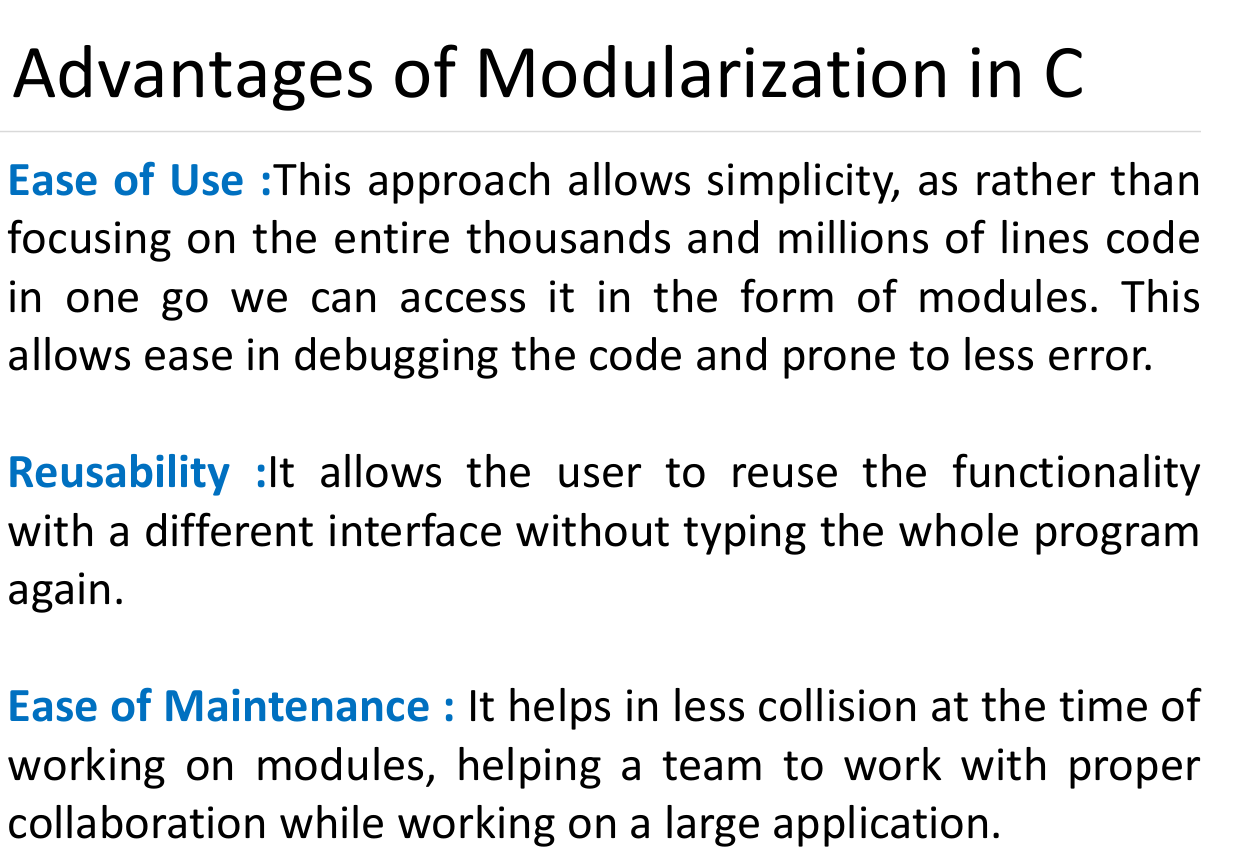 Advantages of Modularization in C
Ease of Use :This approach allows simplicity, as rather than
focusing on the entire thousands and millions of lines code
in one go we can access it in the form of modules. This
allows ease in debugging the code and prone to less error.
Reusability :It allows the user to reuse the functionality
with a different interface without typing the whole program
again.
Ease of Maintenance : It helps in less collision at the time of
working on modules, helping a team to work with proper
collaboration while working on a large application.